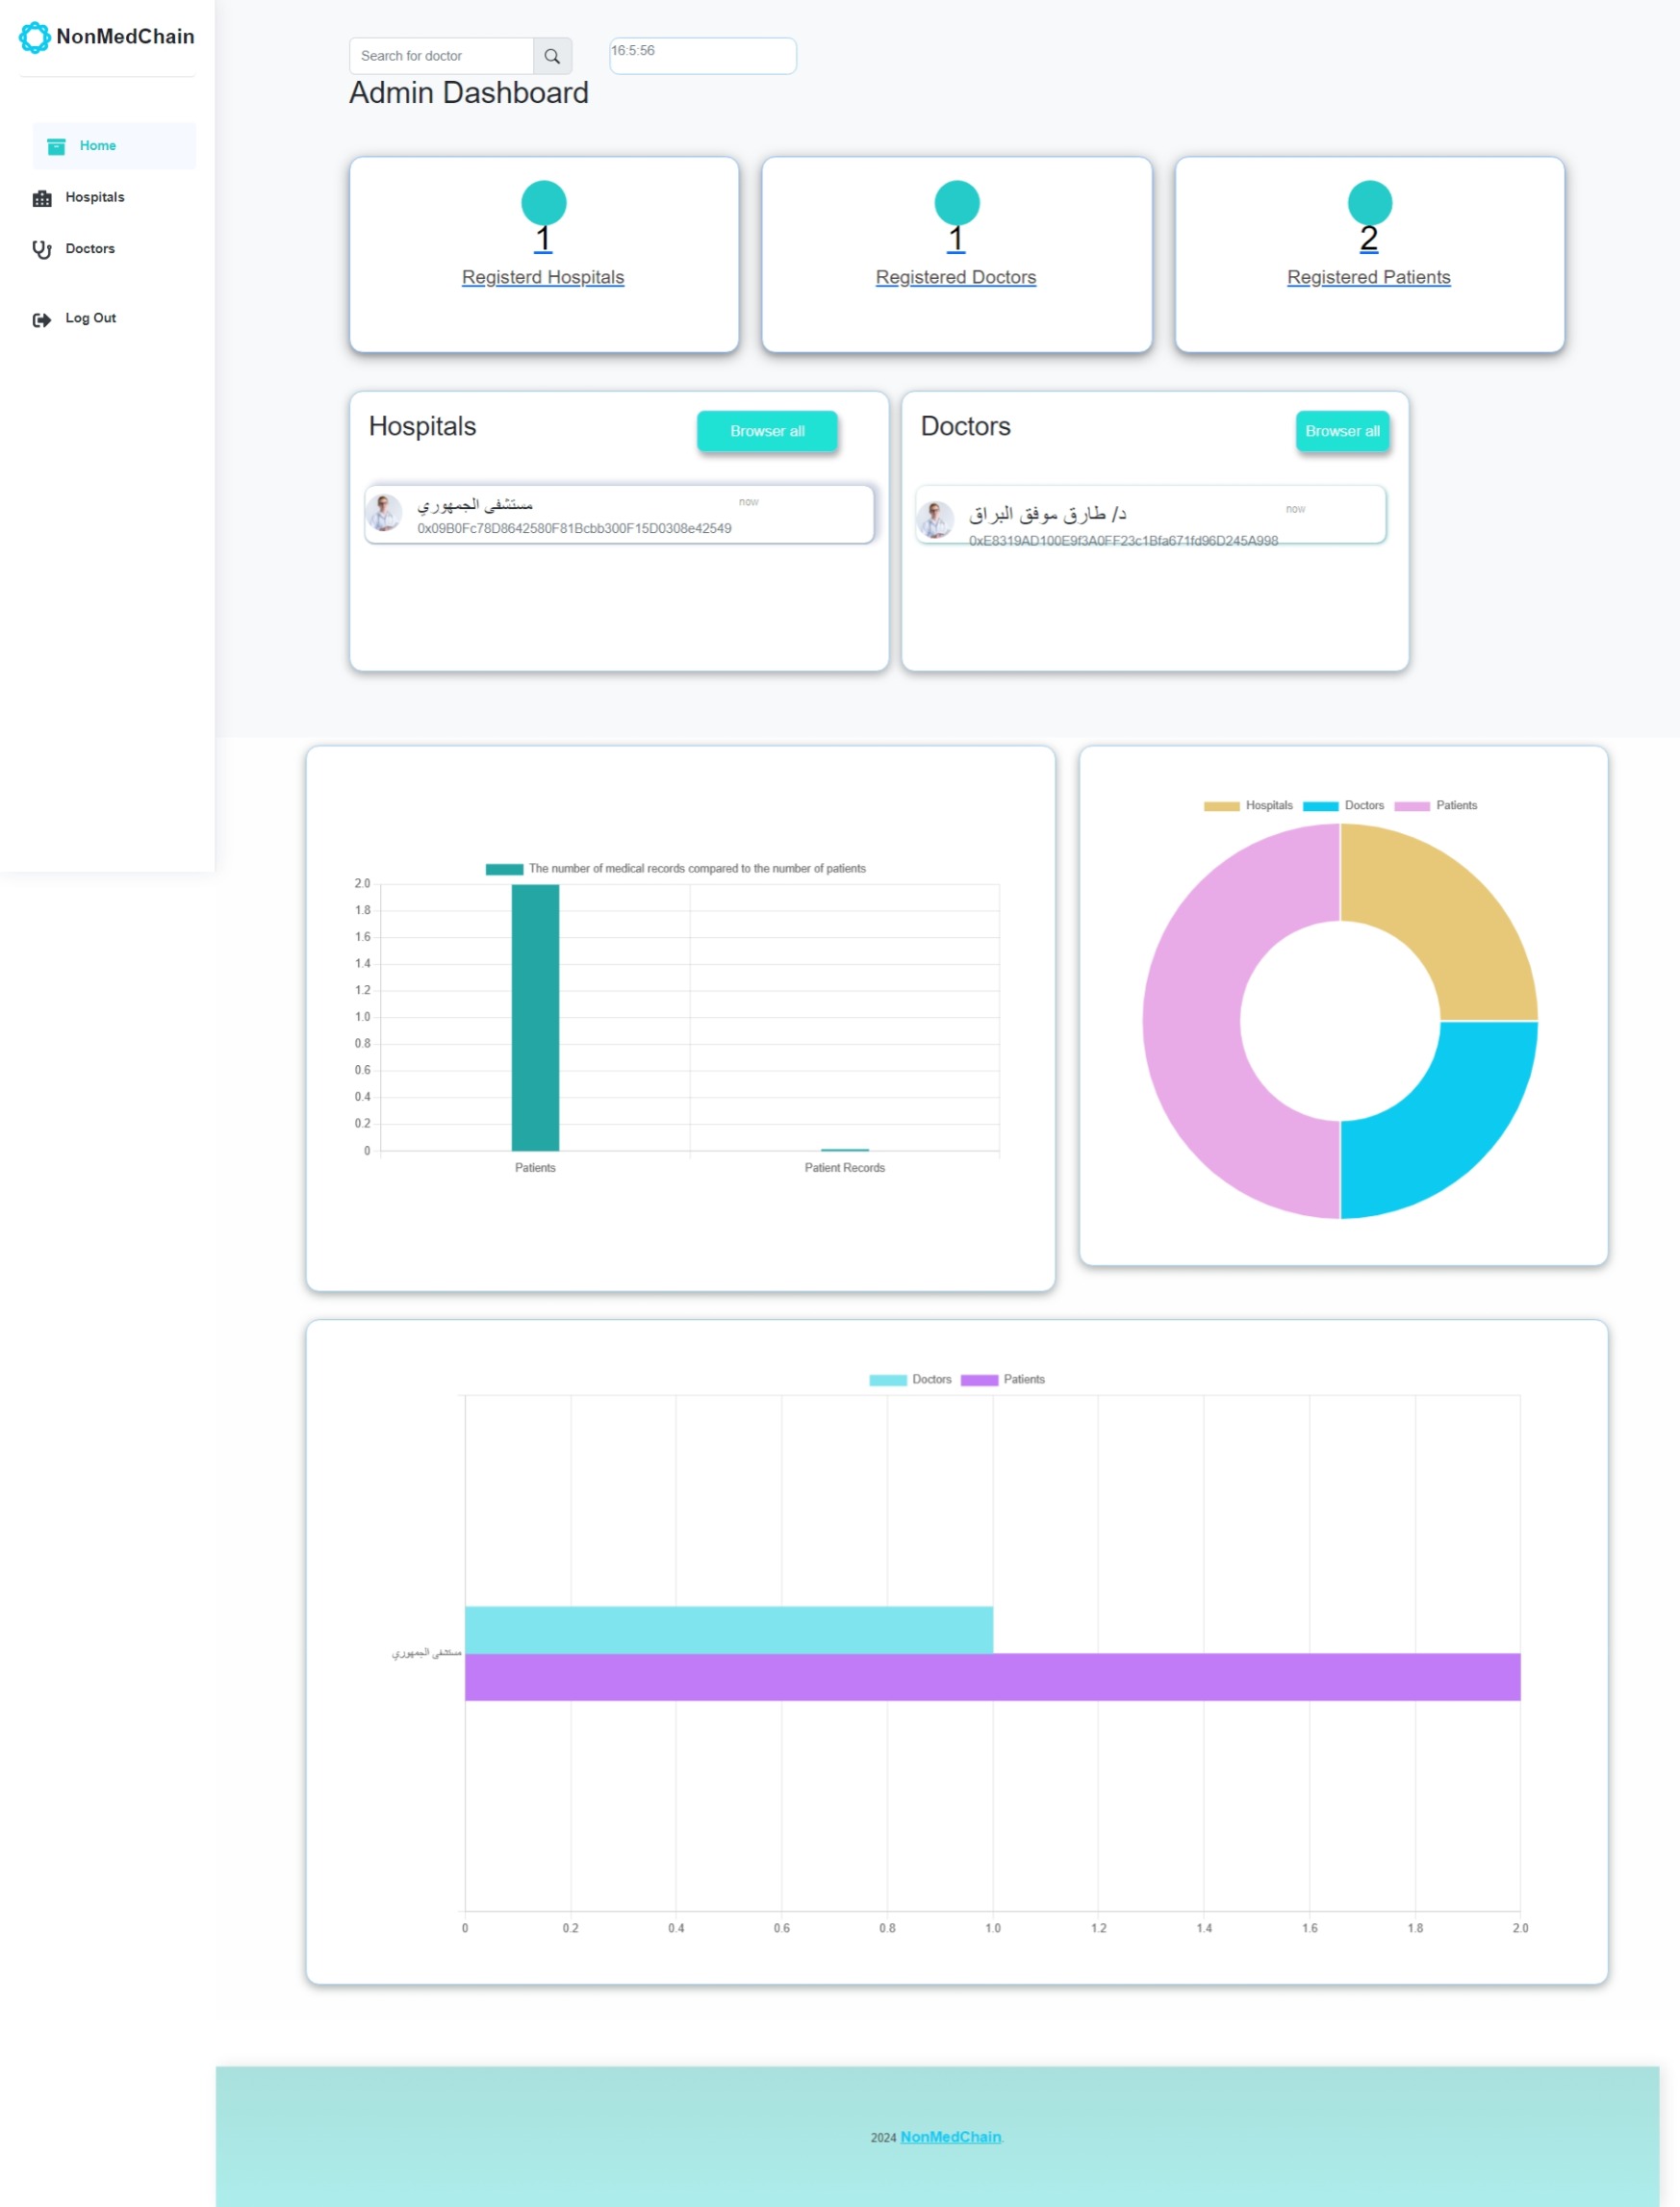 NonMedChain
Home
Hospitals
Doctors
Log Out
Search for doctor
16:5:56
Admin Dashboard
1
Registerd Hospitals
1
Registered Doctors
2
Registered Patients
Hospitals
Browser all
مستشفى الجمهوري
now
0x09B0Fc78D8642580F81Bcbb300F15D0308e42549
Doctors
Browser all
د/ طارق موفق البراق
now
0xE8319AD100E9f3A0FF23c1Bfa671fd96D245A998
The number of medical records compared to the number of patients
2.0
1.8
1.6
1.4
1.2
1.0
0.8
0.6
0.4
0.2
0
Patients Patient Records
Hospitals Doctors Patients
Doctors Patients
مستشفى الجمهوري
0 0.2 0.4 0.6 0.8 1.0 1.2 1.4 1.6 1.8 2.0
2024 NonMedChain.